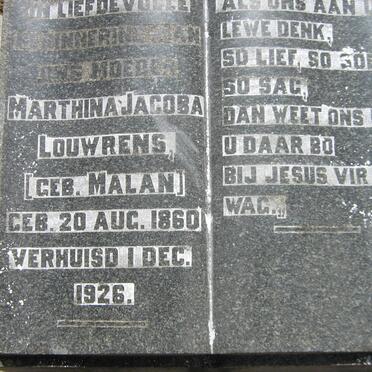 IN LIEFDEVOLLE
HERINNERING AAN
ONS MOEDER
MARTHINA JACOBA
LOUWRENS,
[GEB. MALAN]
GEB. 20 AUG. 1860
VERHUISD 1 DEC.
1926.
ALS ONS AAN
LEWE DENK,
SO LIEF, SO
SO SAG,
DAN WEET ONS
U DAAR BO
BIJ JESUS VIR
WAG.,